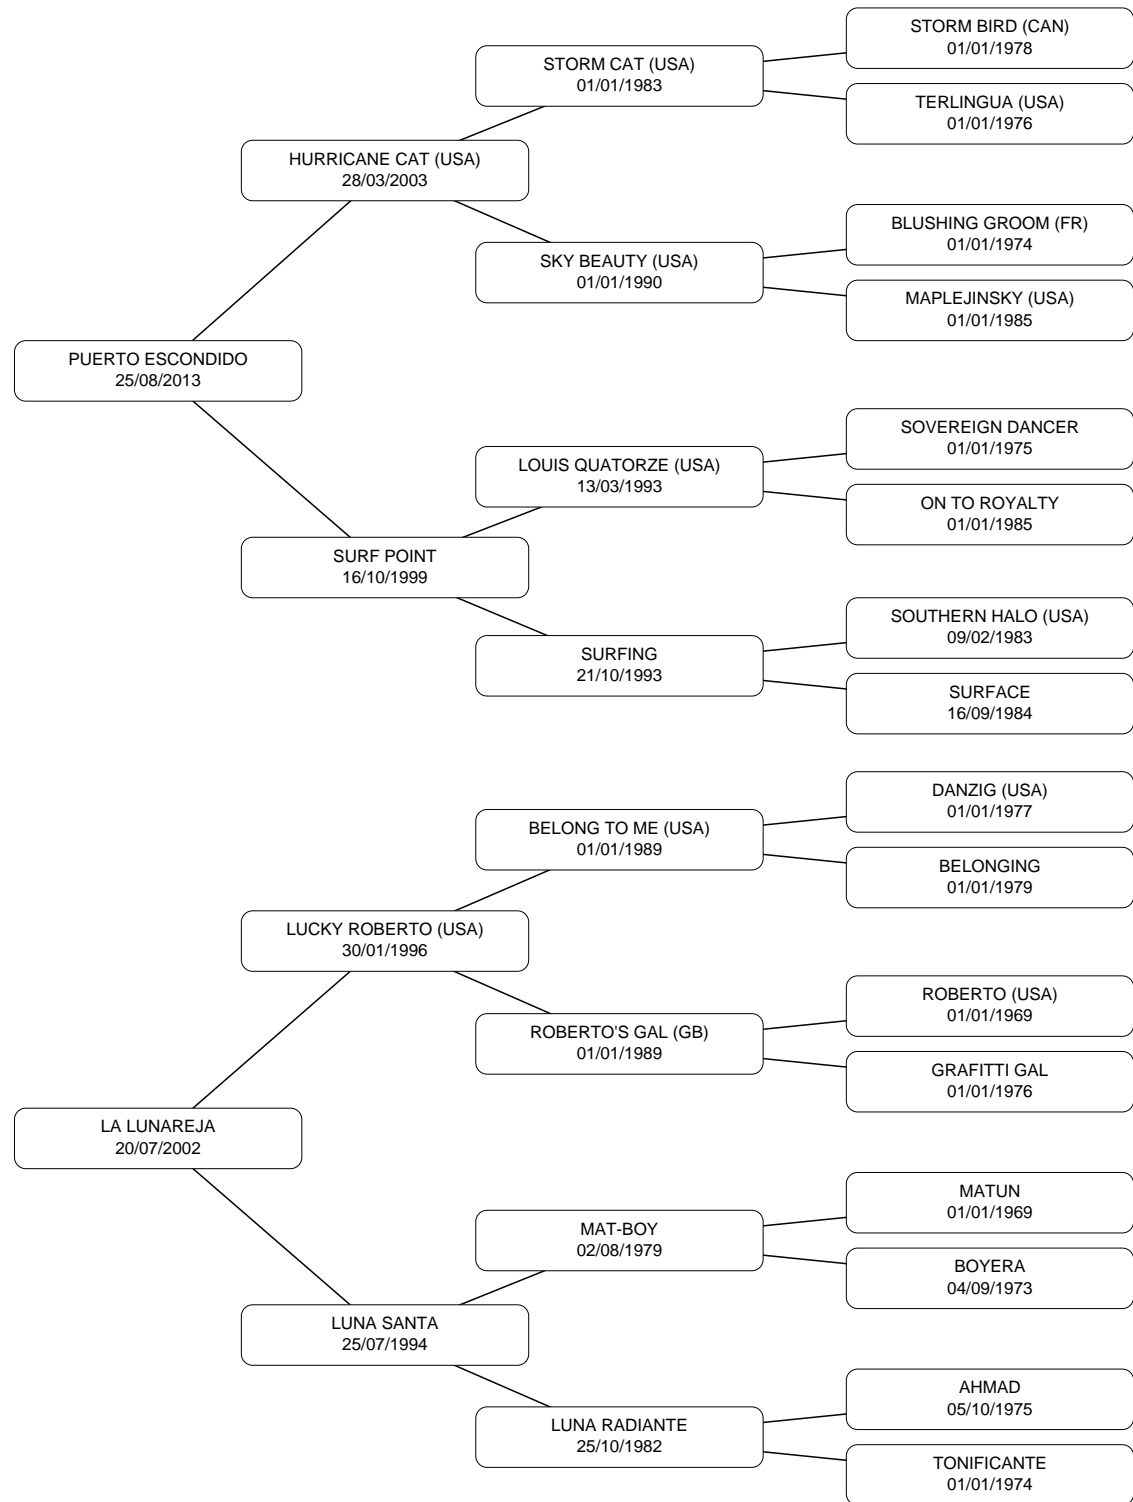 STORM BIRD (CAN)
01/01/1978
STORM CAT (USA)
01/01/1983
TERLINGUA (USA)
01/01/1976
HURRICANE CAT (USA)
28/03/2003
BLUSHING GROOM (FR)
01/01/1974
SKY BEAUTY (USA)
01/01/1990
MAPLEJINSKY (USA)
01/01/1985
PUERTO ESCONDIDO
25/08/2013
SOVEREIGN DANCER
01/01/1975
LOUIS QUATORZE (USA)
13/03/1993
ON TO ROYALTY
01/01/1985
SURF POINT
16/10/1999
SOUTHERN HALO (USA)
09/02/1983
SURFING
21/10/1993
SURFACE
16/09/1984
DANZIG (USA)
01/01/1977
BELONG TO ME (USA)
01/01/1989
BELONGING
01/01/1979
LUCKY ROBERTO (USA)
30/01/1996
ROBERTO (USA)
01/01/1969
ROBERTO'S GAL (GB)
01/01/1989
GRAFITTI GAL
01/01/1976
LA LUNAREJA
20/07/2002
MATUN
01/01/1969
MAT-BOY
02/08/1979
BOYERA
04/09/1973
LUNA SANTA
25/07/1994
AHMAD
05/10/1975
LUNA RADIANTE
25/10/1982
TONIFICANTE
01/01/1974